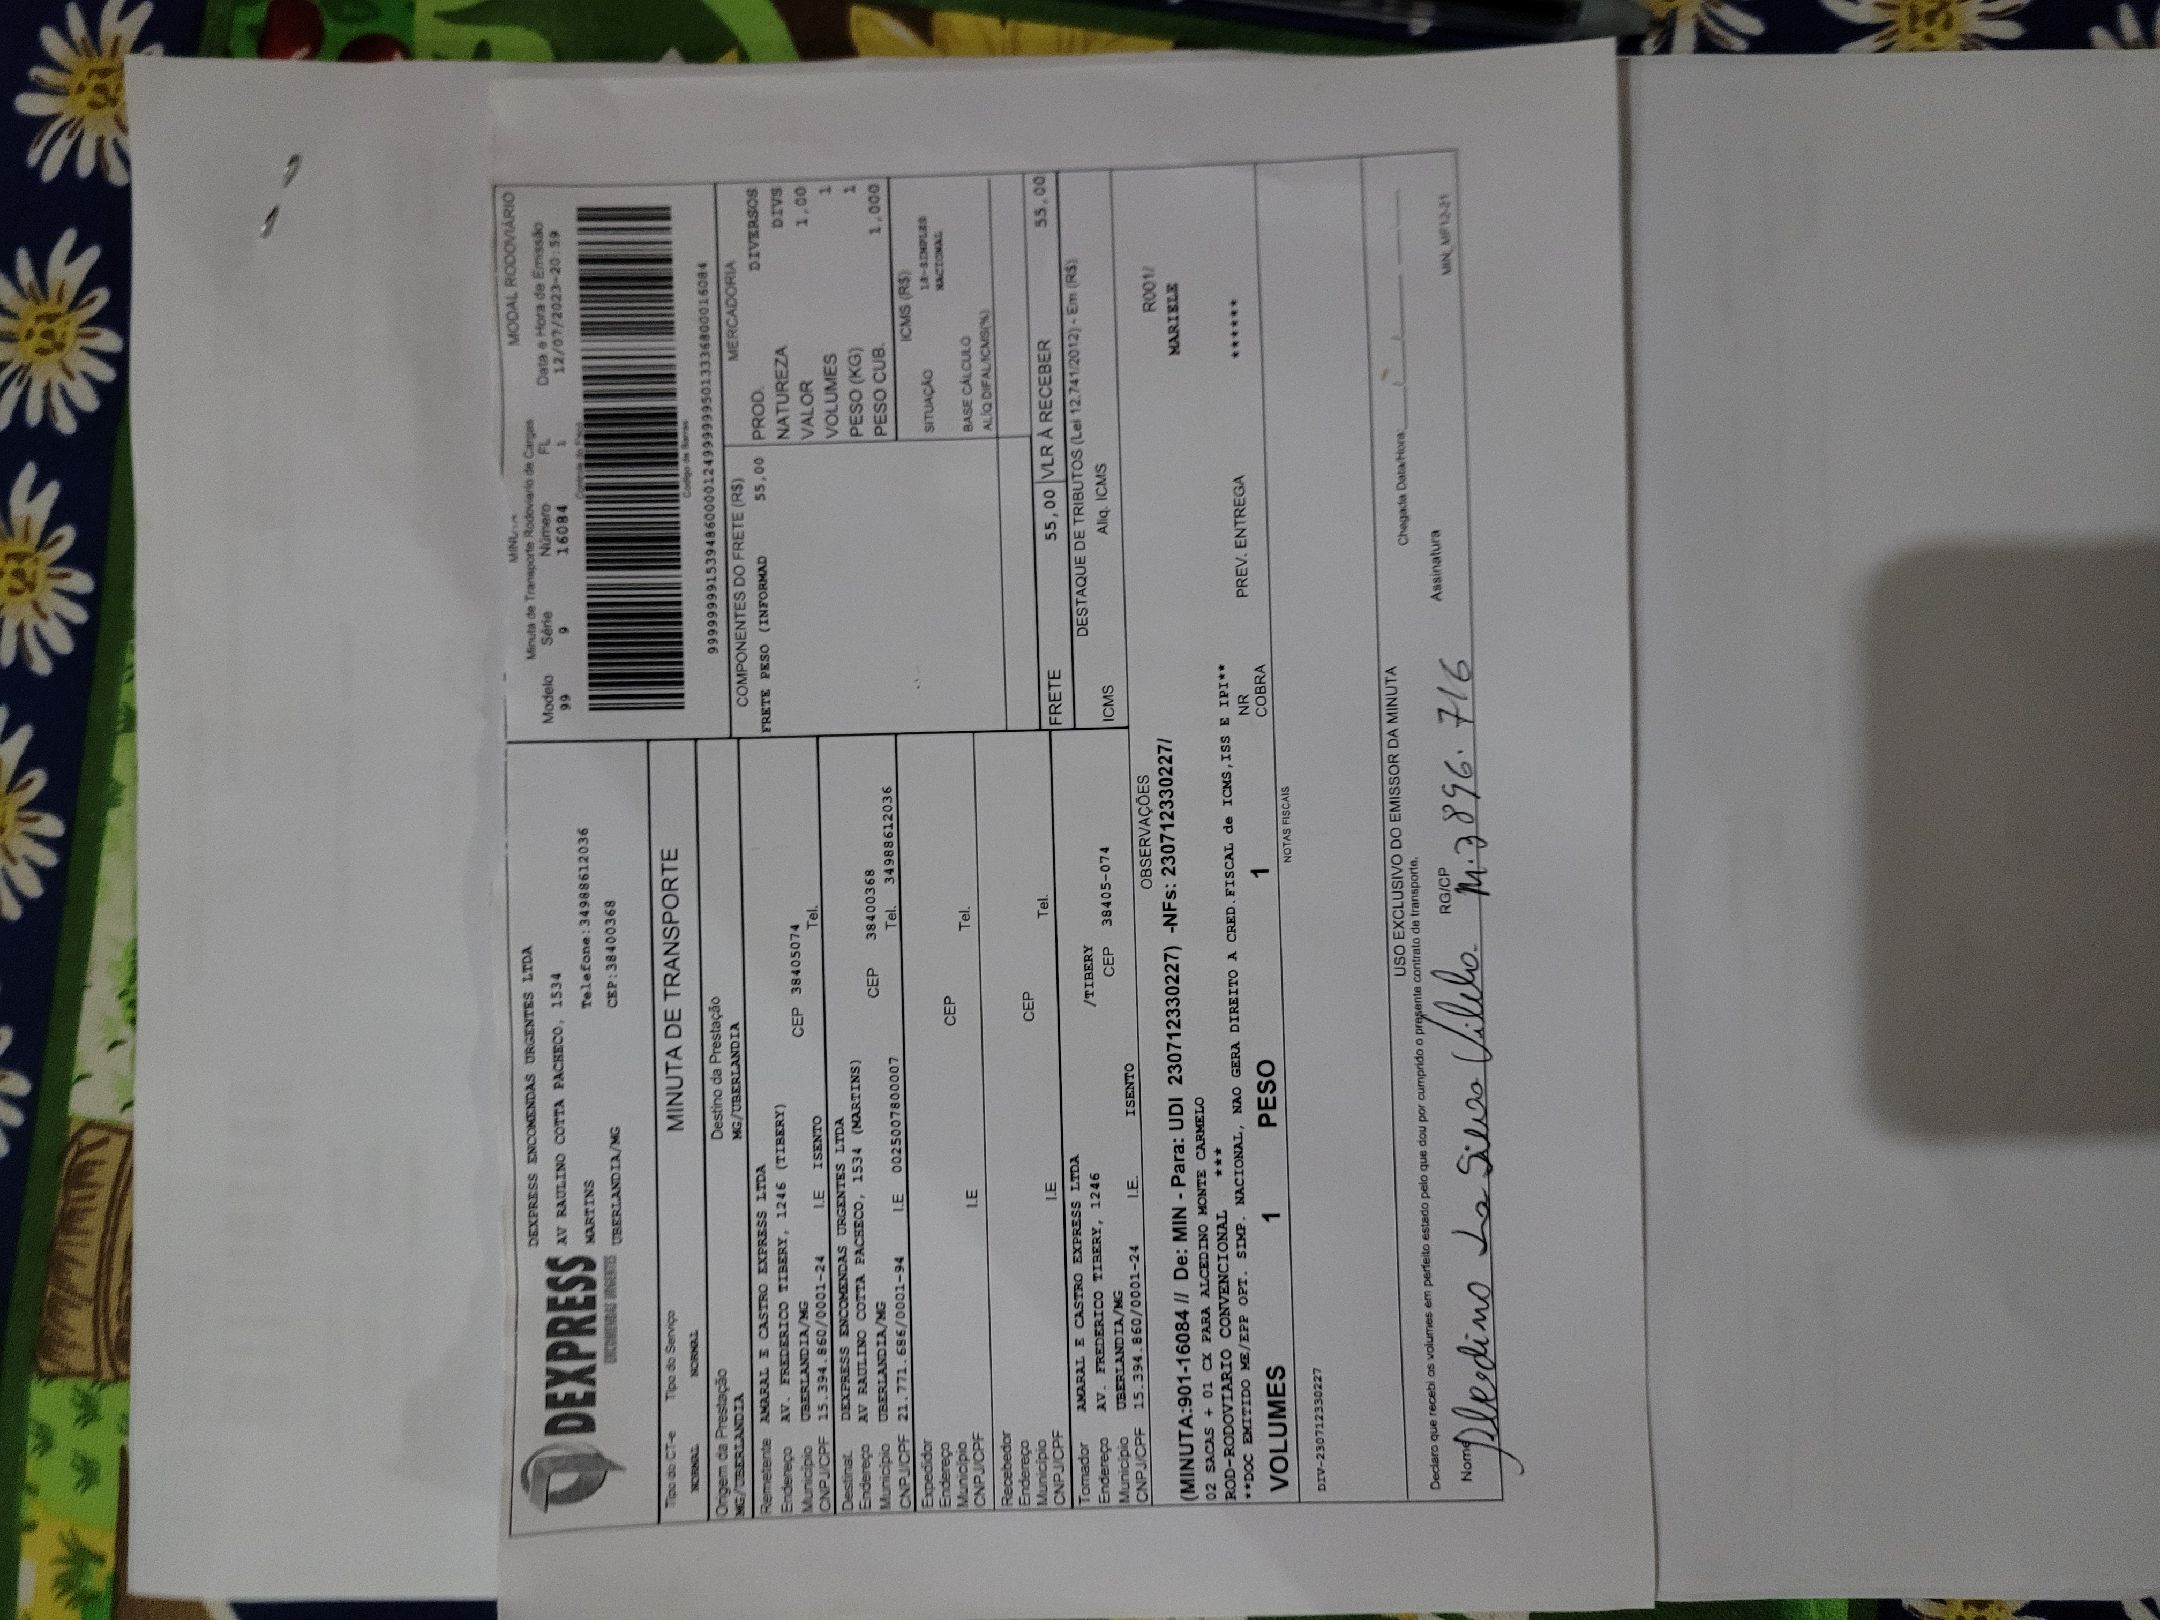 DEXPRESS
ENCOMENDAS URGENTES
DEXPRESS ENCOMENDAS URGENTES LTDA
AV RAULINO COTTA PACHECO, 1534
MARTINS Telefone:34988612036
UBERLANDIA/MG CEP:38400368
MODAL RODOVIÁRIO
Minuta de Transporte Rodoviario de Cargas
Modelo Série Número FL Data e Hora de Emissão
99 9 16084 1 12/07/2023-20:59
Tipo do CT-e Tipo do Serviço
NORMAL NORMAL
MINUTA DE TRANSPORTE
Codigo de Barras
Origem da Prestação Destino da Prestação
MG/UBERLANDIA MG/UBERLANDIA
Remetente AMARAL E CASTRO EXPRESS LTDA
Endereço AV. FREDERICO TIBERY, 1246 (TIBERY)
Município UBERLANDIA/MG CEP 38405074
CNPJ/CPF 15.394.860/0001-24 I.E ISENTO Tel.
Destinat. DEXPRESS ENCOMENDAS URGENTES LTDA
Endereço AV RAULINO COTTA PACHECO, 1534 (MARTINS)
Município UBERLANDIA/MG CEP 38400368
CNPJ/CPF 21.771.686/0001-94 I.E 0025007800007 Tel. 34988612036
Expedidor
Endereço
Município CEP
CNPJ/CPF I.E Tel.
Recebedor
Endereço
Município CEP
CNPJ/CPF I.E Tel.
COMPONENTES DO FRETE (R$)
FRETE PESO (INFORMAD 55,00
MERCADORIA
PROD. DIVERSOS
NATUREZA DIVS
VALOR 1,00
VOLUMES 1
PESO (KG) 1
PESO CUB. 1,000
ICMS (R$)
SITUAÇÃO 18-SIMPLES
NACIONAL
BASE CÁLCULO
ALÍQ.DIFAL/ICMS(%)
FRETE 55,00 VLR À RECEBER 55,00
DESTAQUE DE TRIBUTOS (Lei 12.741/2012) - Em (R$)
ICMS Aliq. ICMS
Tomador AMARAL E CASTRO EXPRESS LTDA
Endereço AV. FREDERICO TIBERY, 1246 /TIBERY
Município UBERLANDIA/MG CEP 38405-074
CNPJ/CPF 15.394.860/0001-24 I.E. ISENTO
OBSERVAÇÕES
(MINUTA:901-16084 // De: MIN - Para: UDI 230712330227) -NFs: 230712330227/ R001/
02 SACAS + 01 CX PARA ALCEDINO MONTE CARMELO MARIELE
ROD-RODOVIARIO CONVENCIONAL ***
**DOC EMITIDO ME/EPP OPT. SIMP. NACIONAL, NAO GERA DIREITO A CRED.FISCAL de ICMS,ISS E IPI**
VOLUMES 1 PESO 1 NR COBRA PREV. ENTREGA ******
NOTAS FISCAIS
DIV-230712330227
USO EXCLUSIVO DO EMISSOR DA MINUTA
Declaro que recebi os volumes em perfeito estado pelo que dou por cumprido o presente contrato de transporte. Chegada Data/Hora:
Nome RG/CP Assinatura
Alcedino da Silva Vilela